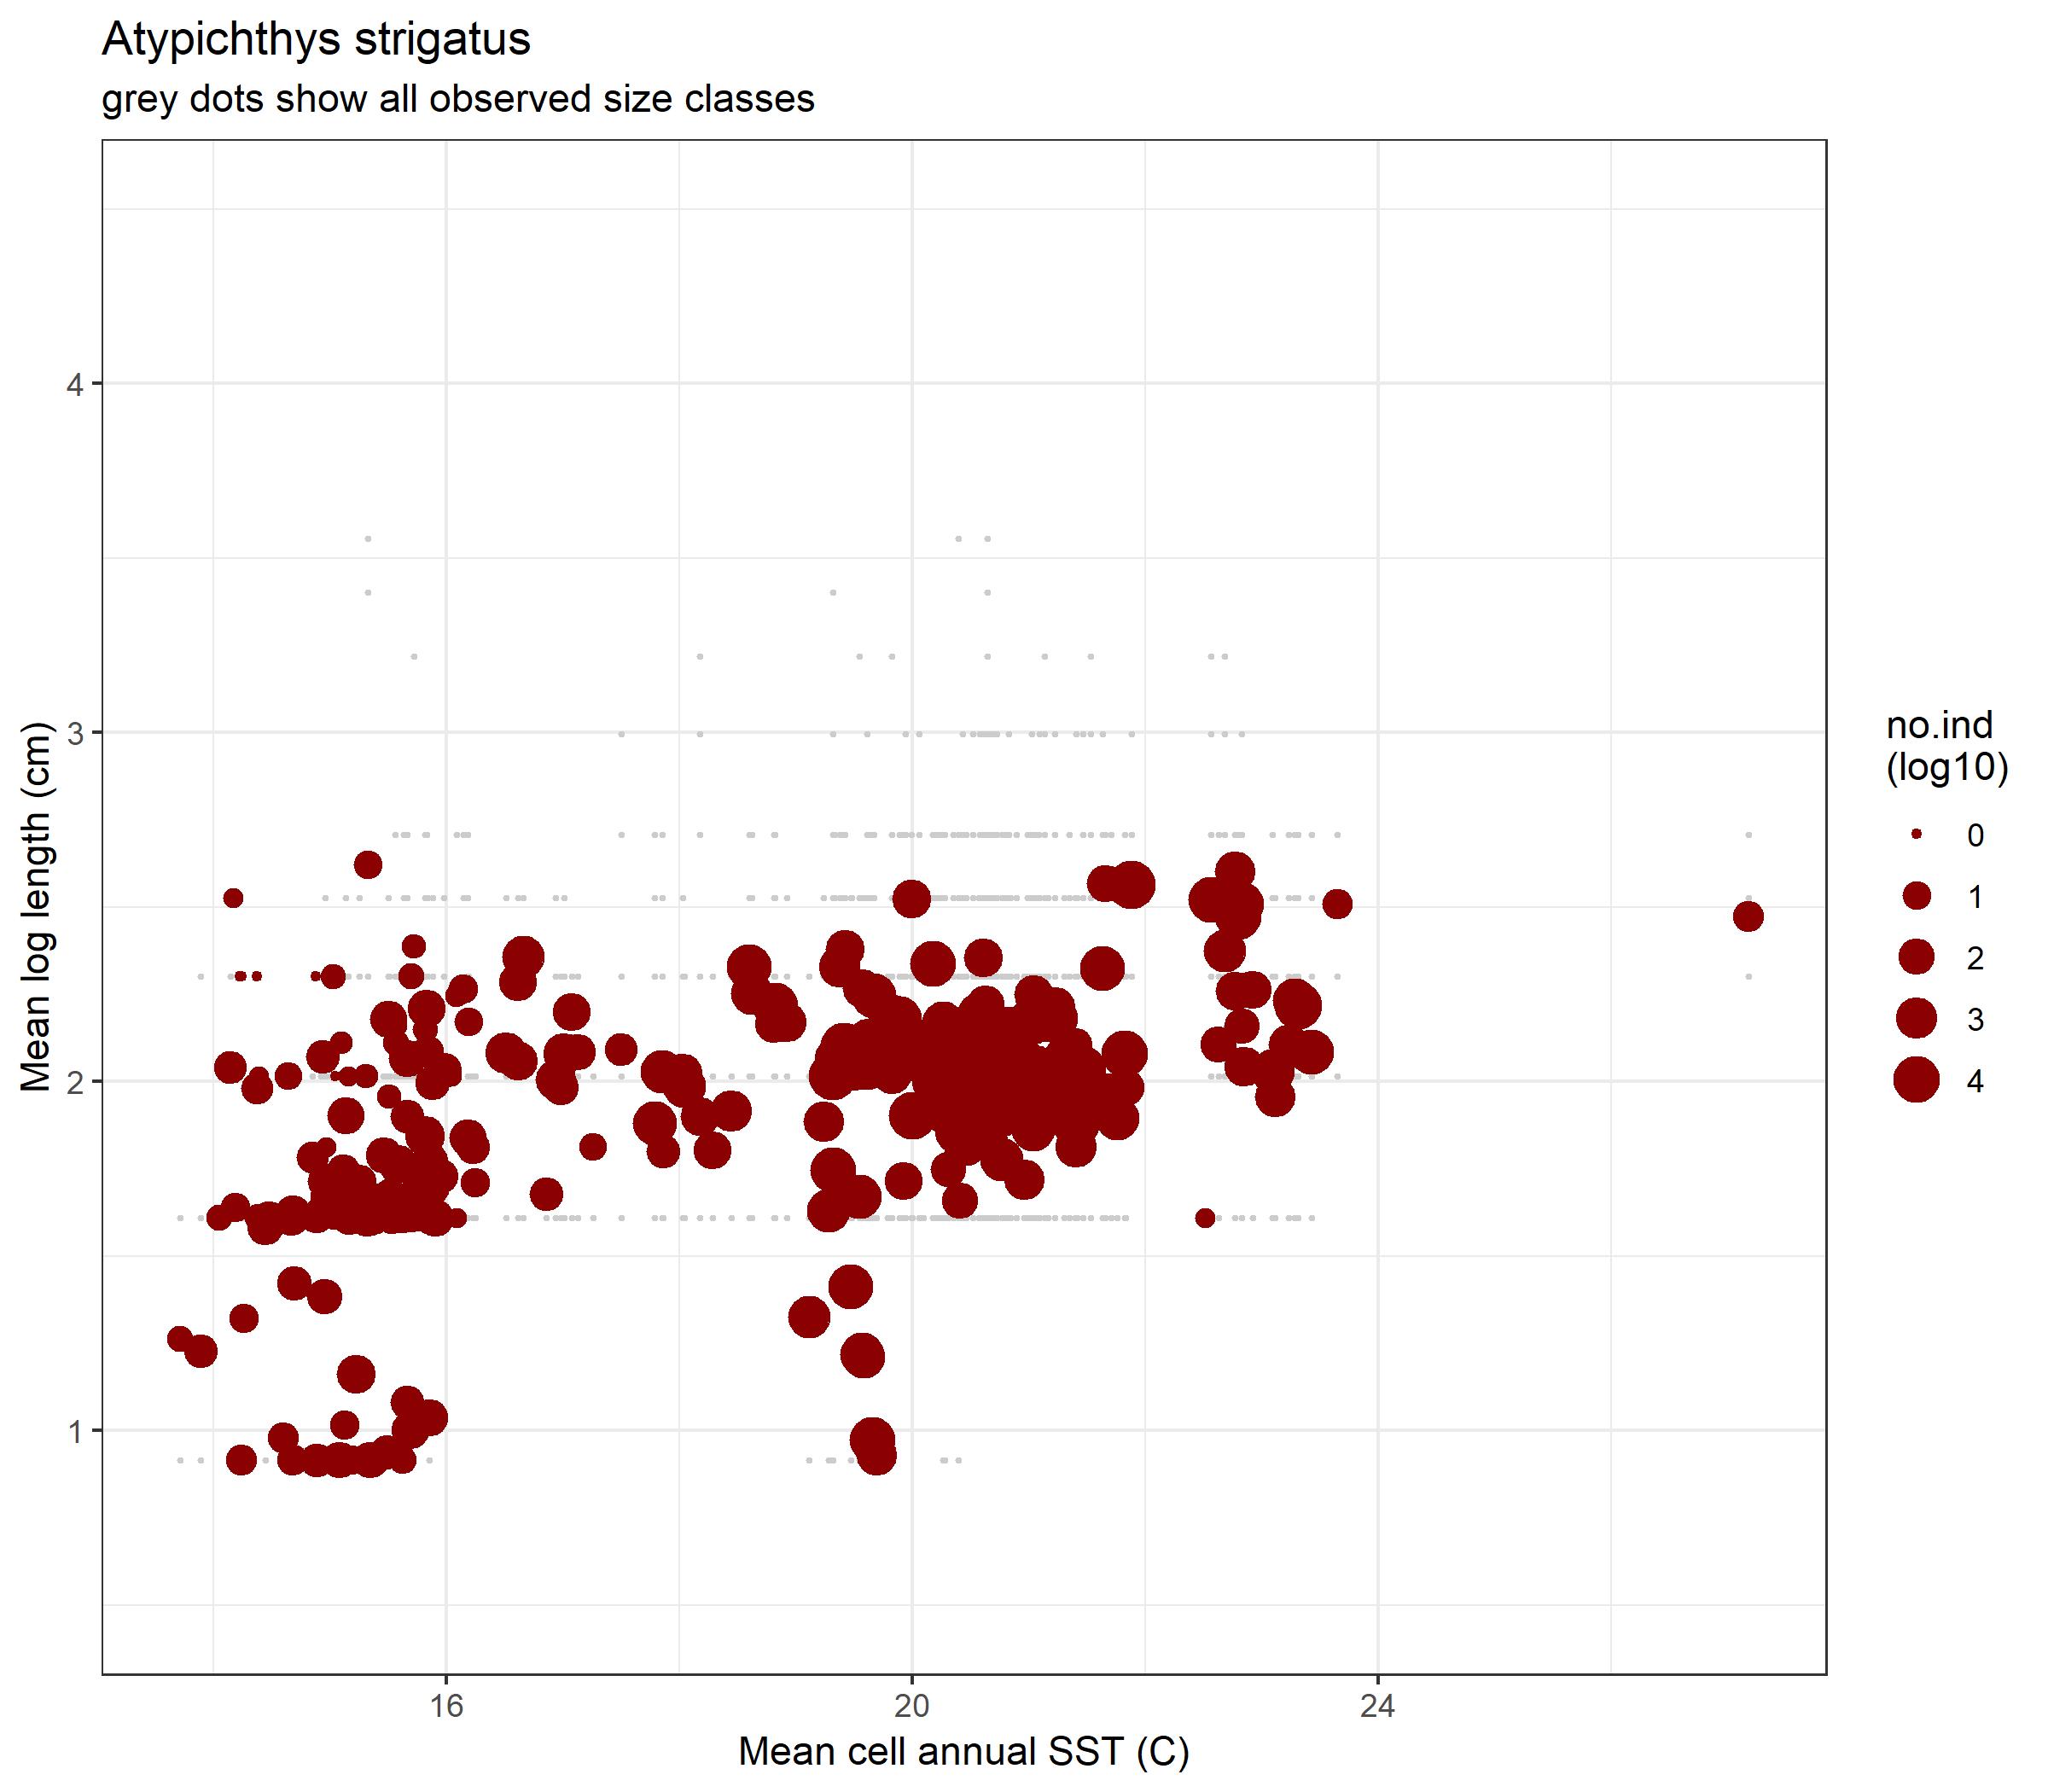 Atypichthys strigatus
grey dots show all observed size classes
Mean log length (cm)
4
3
2
1
16
20
24
Mean cell annual SST (C)
no.ind
(log10)
0
1
2
3
4